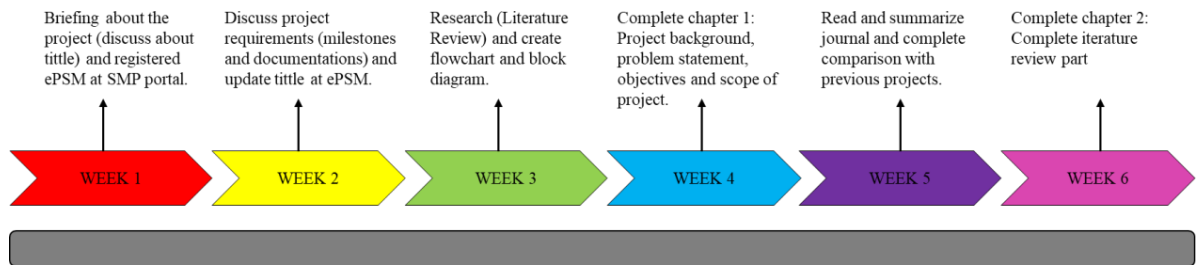 Briefing about the
project (discuss about
tittle) and registered
ePSM at SMP portal.
Discuss project
requirements (milestones
and documentations) and
update tittle at ePSM.
Research (Literature
Review) and create
flowchart and block
diagram.
Complete chapter 1:
Project background,
problem statement,
objectives and scope of
project.
Read and summarize
journal and complete
comparison with
previous projects.
Complete chapter 2:
Complete iterature
review part
WEEK 1
WEEK 2
WEEK 3
WEEK 4
WEEK 5
WEEK 6